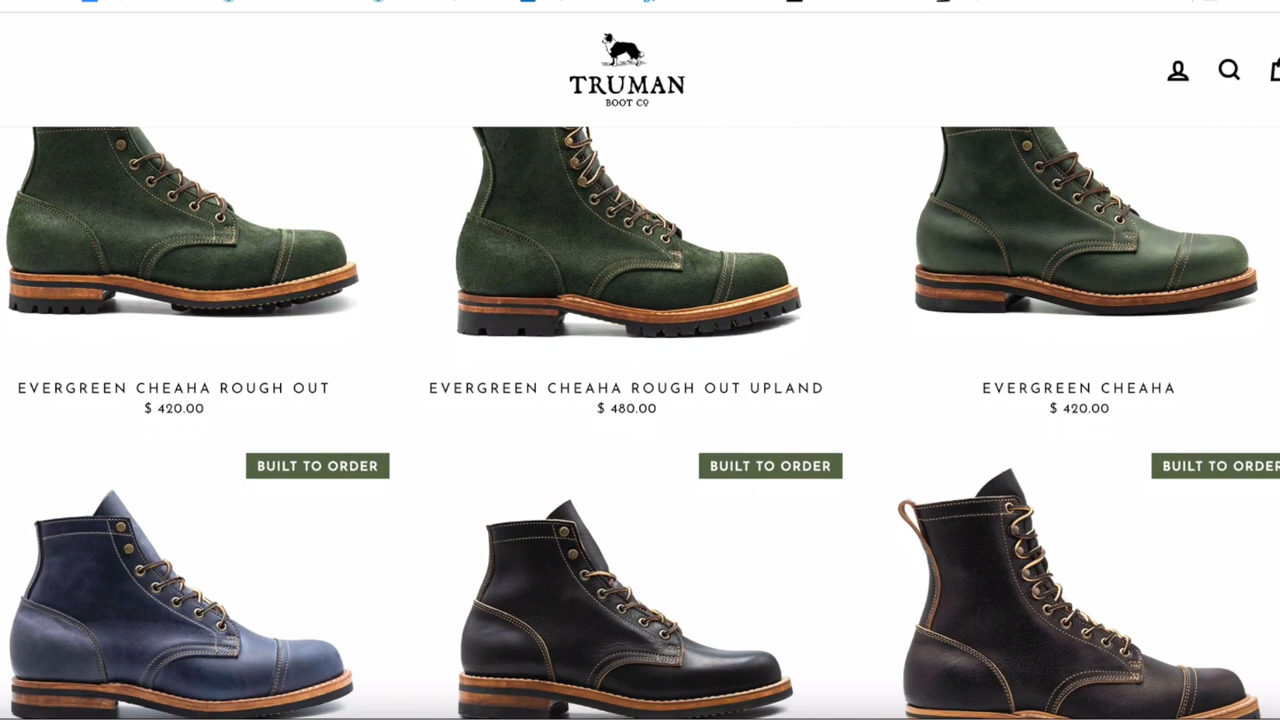 TRUMAN
BOOT CO
EVERGREEN CHEAHA ROUGH OUT
$ 420.00
EVERGREEN CHEAHA ROUGH OUT UPLAND
$ 480.00
EVERGREEN CHEAHA
$ 420.00
BUILT TO ORDER
BUILT TO ORDER
BUILT TO ORDER